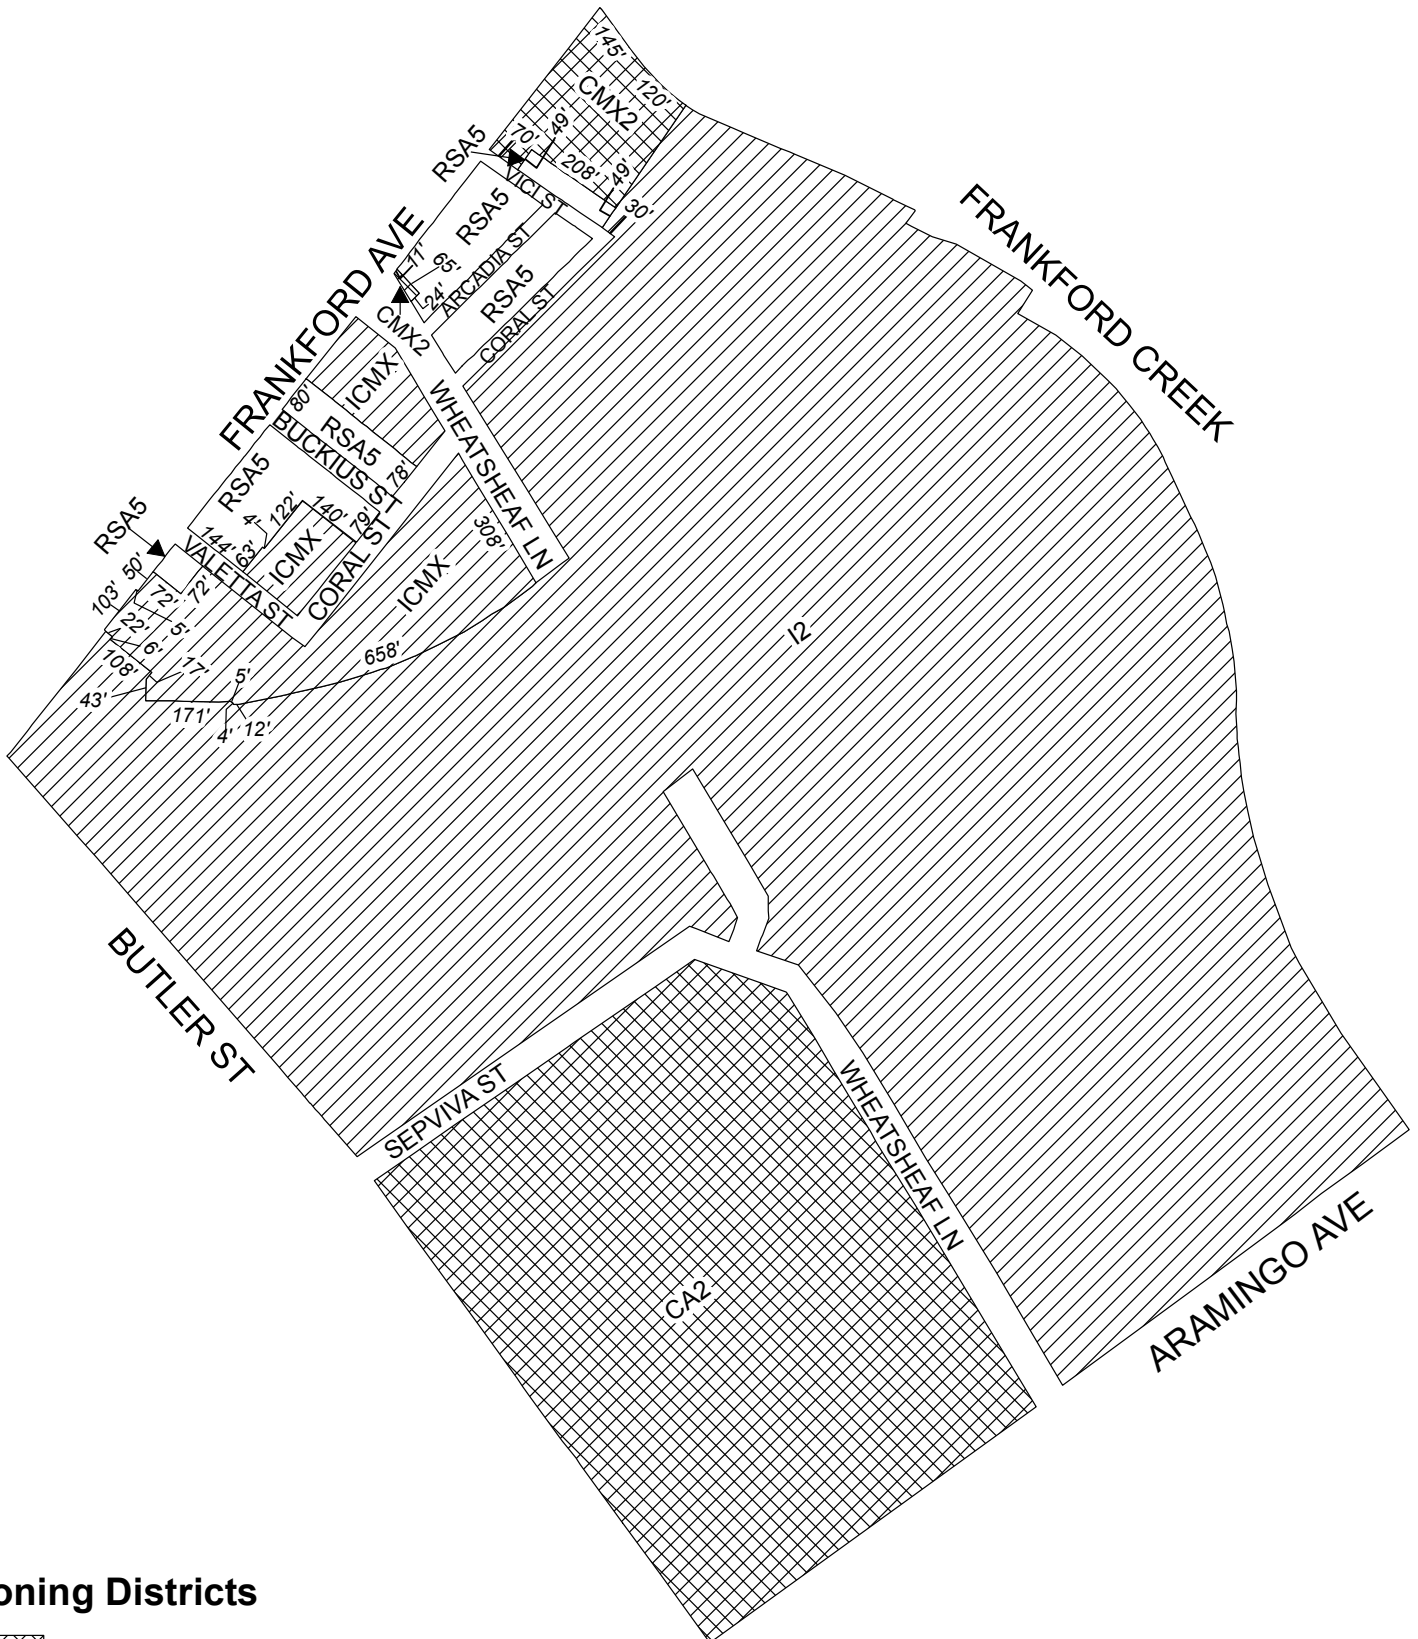 145'
120'
CMX2
70'
49'
RSA5
208'
49'
VICI ST
30'
RSA5
FRANKFORD AVE
11'
65'
24'
ARCADIA ST
RSA5
CORAL ST
CMX2
FRANKFORD CREEK
ICMX
WHEATSHEAF LN
80'
RSA5
BUCKIUS ST
78'
RSA5
122'
140'
79'
4'
RSA5
144'
63'
ICMX
CORAL ST
308'
ICMX
VALETTA ST
50'
72'
72'
103'
22'
5'
6'
108'
17'
43'
171'
5'
4'
12'
658'
I2
BUTLER ST
SEPVIVA ST
WHEATSHEAF LN
CA2
ARAMINGO AVE
oning Districts